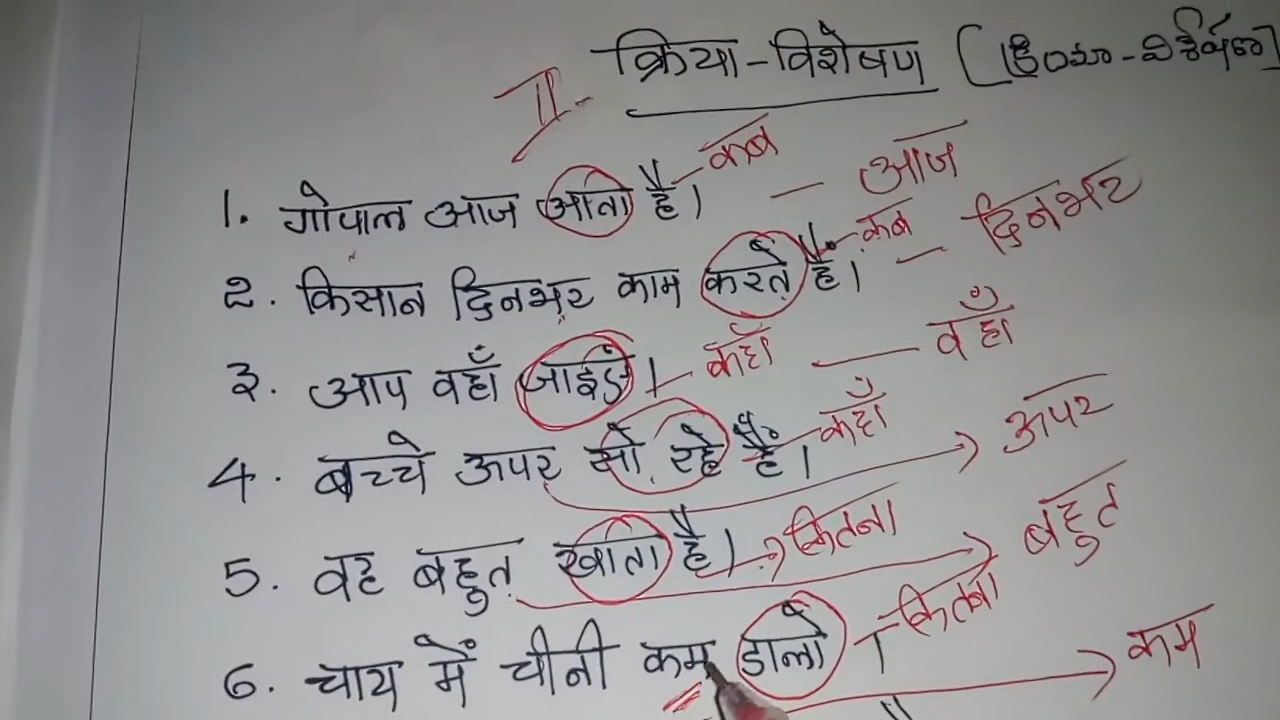 II. क्रिया-विशेषण (క్రియా-విశేషణ)
1. गोपाल आज आता है। - कब — आज
2. किसान दिनभर काम करते हैं। - कब — दिनभर
3. आप वहाँ जाइए। - कहाँ — वहाँ
4. बच्चे ऊपर सो रहे हैं। - कहाँ → ऊपर
5. वह बहुत खाता है। → कितना → बहुत
6. चाय में चीनी कम डालो। - कितना → कम